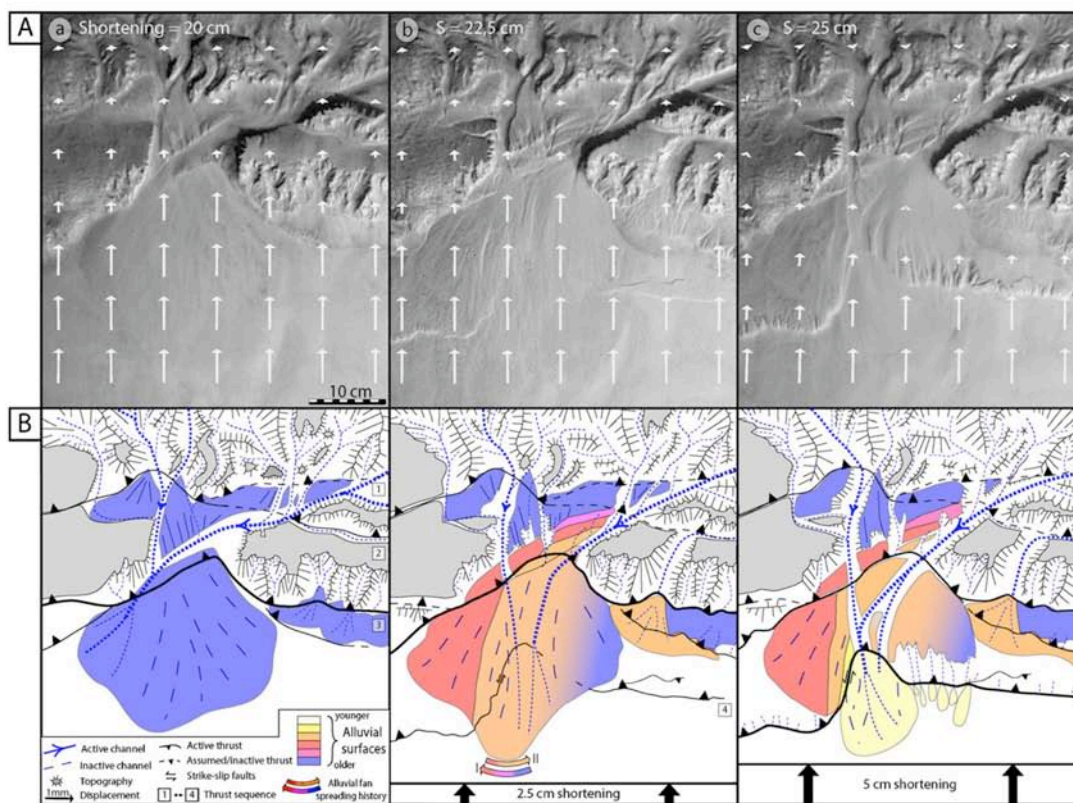 A
a
Shortening = 20 cm
b
S = 22,5 cm
c
S = 25 cm
10 cm
B
1
2
3
4
Active channel
Inactive channel
Topography
1mm
Displacement
Active thrust
Assumed/Inactive thrust
Strike-slip faults
1 ↔ 4 Thrust sequence
younger
Alluvial
surfaces
older
Alluvial fan
spreading history
I
II
2.5 cm shortening
5 cm shortening